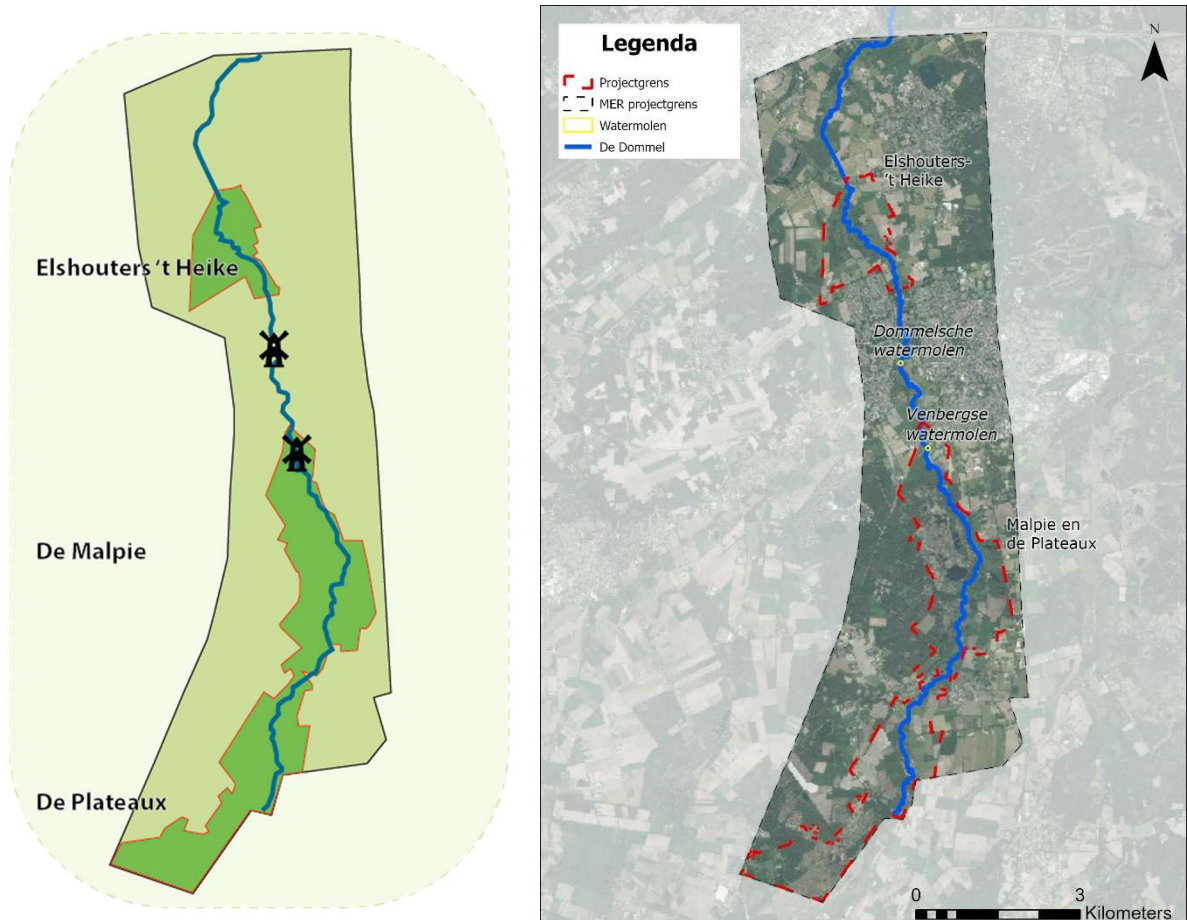 Elshouters 't Heike
De Malpie
De Plateaux
Legenda
Projectgrens
MER projectgrens
Watermolen
De Dommel
N
Elshouters-
't Heike
Dommelsche
watermolen
Venbergse
watermolen
Malpie en
de Plateaux
0
3
Kilometers